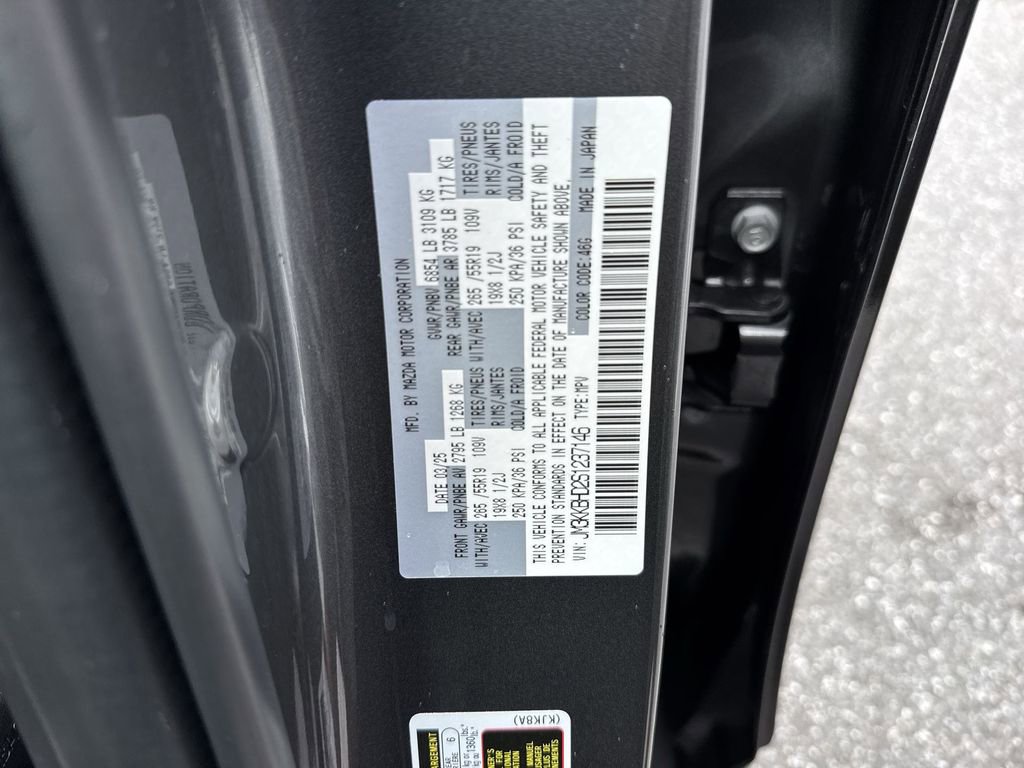 MFD. BY MAZDA MOTOR CORPORATION
DATE 03/25 GVWR/PNBV 6854 LB 3109 KG
FRONT GAWR/PNBE AV 2795 LB 1268 KG REAR GAWR/PNBE AR 3785 LB 1717 KG
WITH/AVEC 265 /55R19 109V TIRES/PNEUS WITH/AVEC 265 /55R19 109V TIRES/PNEUS
19X8 1/2J RIMS/JANTES 19X8 1/2J RIMS/JANTES
250 KPA/36 PSI COLD/A FROID 250 KPA/36 PSI COLD/A FROID
THIS VEHICLE CONFORMS TO ALL APPLICABLE FEDERAL MOTOR VEHICLE SAFETY AND THEFT
PREVENTION STANDARDS IN EFFECT ON THE DATE OF MANUFACTURE SHOWN ABOVE.
VIN: JM3KKBHD2S1237146 TYPE:MPV COLOR CODE:46G MADE IN JAPAN
(KJK8A)
MANUEL
PLUS DE